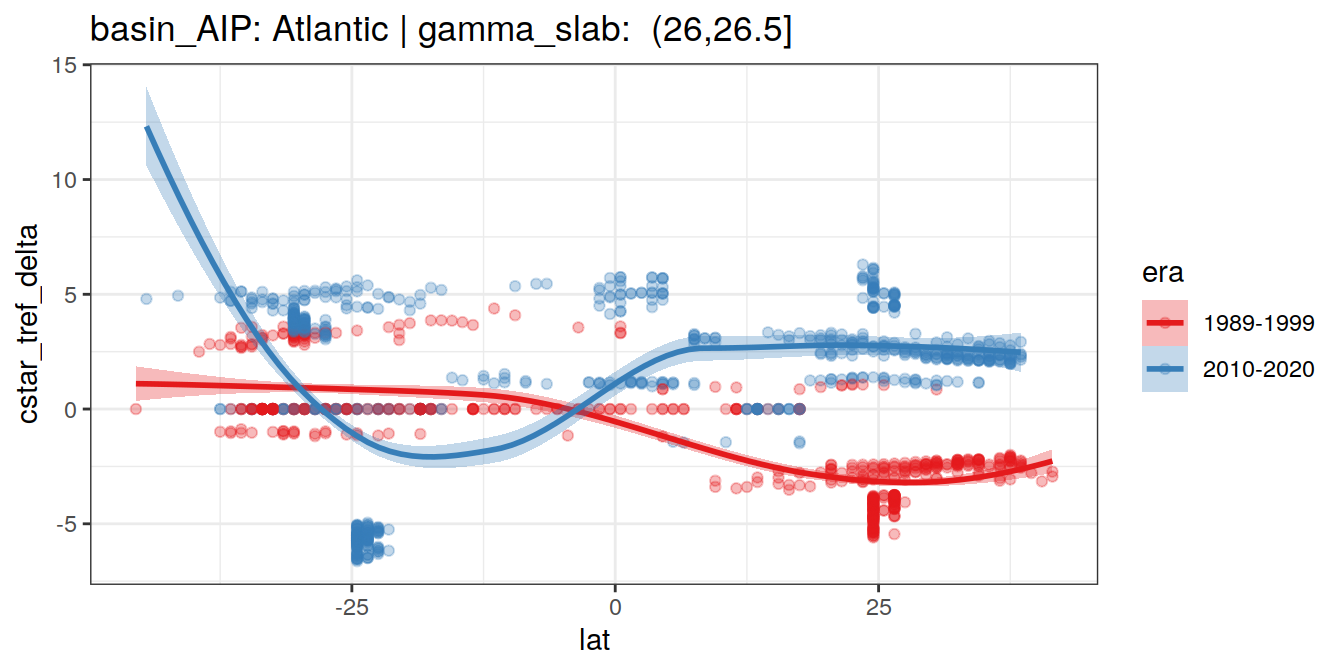 basin_AIP: Atlantic | gamma_slab:  (26,26.5]
15
10
5
0
-5
cstar_tref_delta
-25
0
25
lat
era
1989-1999
2010-2020